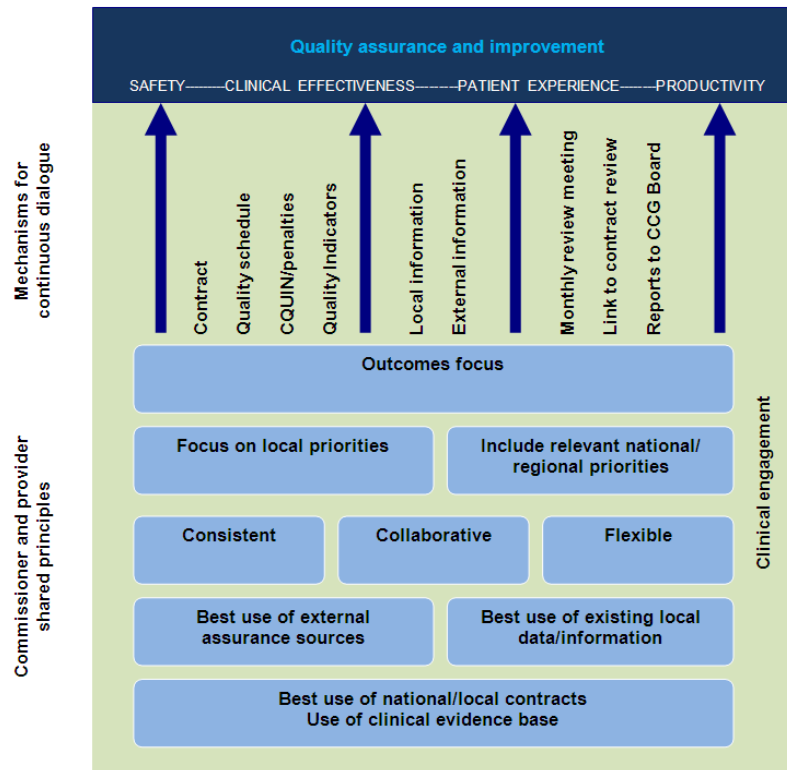 Quality assurance and improvement
SAFETY---------CLINICAL EFFECTIVENESS----------PATIENT EXPERIENCE--------PRODUCTIVITY
Mechanisms for
continuous dialogue
Contract
Quality schedule
CQUIN/penalties
Quality Indicators
Local information
External information
Monthly review meeting
Link to contract review
Reports to CCG Board
Outcomes focus
Commissioner and provider
shared principles
Focus on local priorities
Include relevant national/
regional priorities
Consistent
Collaborative
Flexible
Best use of external
assurance sources
Best use of existing local
data/information
Best use of national/local contracts
Use of clinical evidence base
Clinical engagement